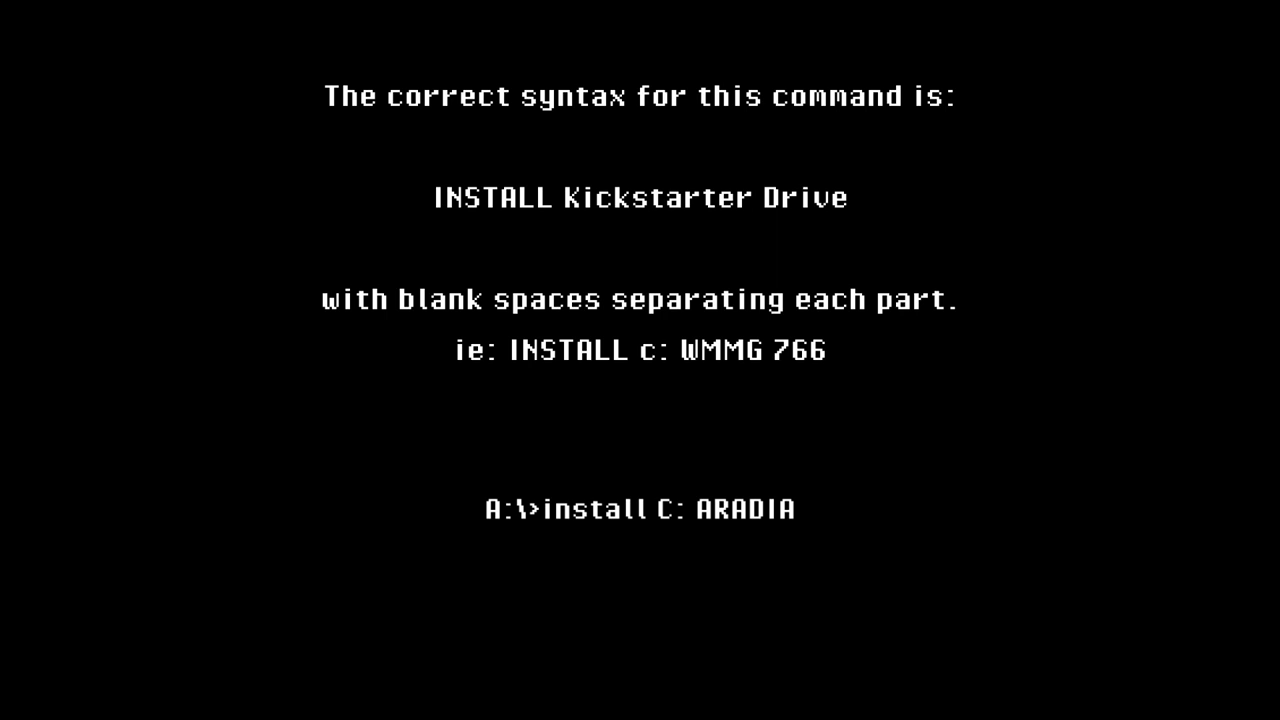 The correct syntax for this command is:
INSTALL Kickstarter Drive
with blank spaces separating each part.
ie: INSTALL c: WMMG 766
A:\>install C: ARADIA